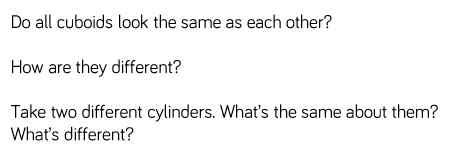 Do all cuboids look the same as each other?
How are they different?
Take two different cylinders. What's the same about them?
What's different?